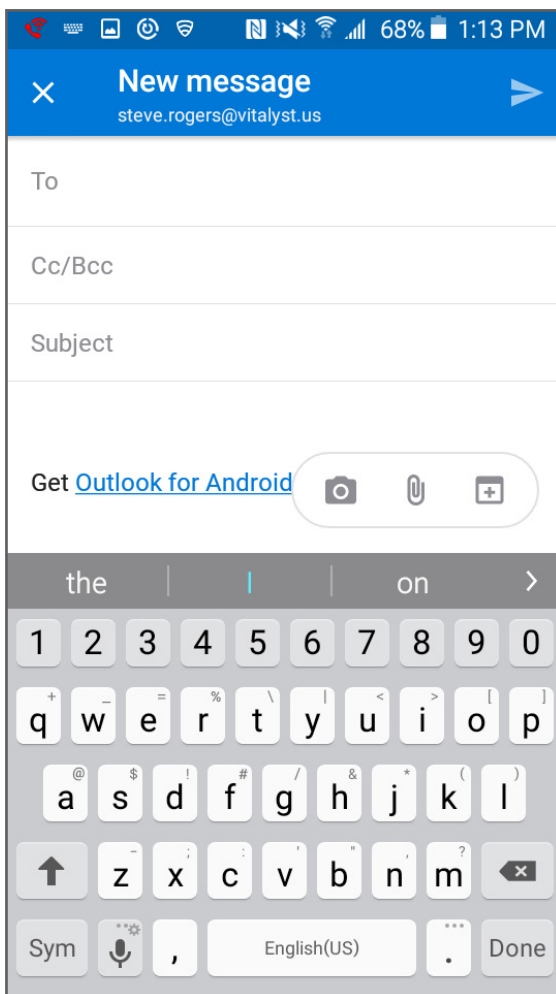 68% 1:13 PM
New message
steve.rogers@vitalyst.us
To
Cc/Bcc
Subject
Get Outlook for Android
the I on
1 2 3 4 5 6 7 8 9 0
+ _ = % \ | < > [ ]
q w e r t y u i o p
@ $ ! # / & * ( )
a s d f g h j k l
- ; : ' " , ?
z x c v b n m
Sym , English(US) . Done